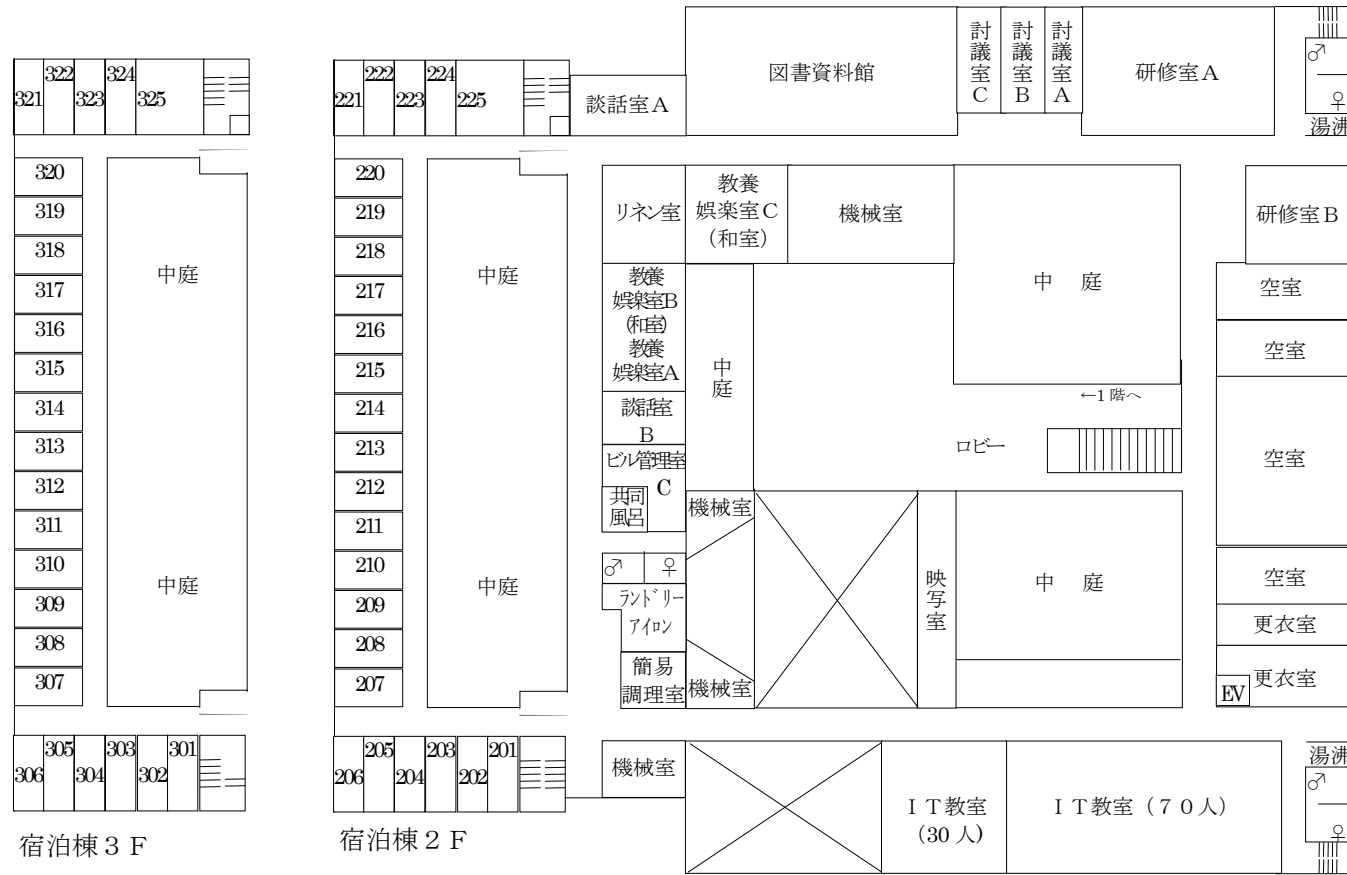 322
324
321
323
325
320
319
318
317
316
315
314
313
312
311
310
309
308
307
中庭
中庭
305
303
301
306
304
302
宿泊棟3F
222
224
221
223
225
220
219
218
217
216
215
214
213
212
211
210
209
208
207
中庭
中庭
205
203
201
206
204
202
宿泊棟2F
談話室A
図書資料館
討議室C
討議室B
討議室A
研修室A
♂
♀
湯沸
リネン室
教養
娯楽室C
(和室)
機械室
中 庭
研修室B
教養
娯楽室B
(和室)
教養
娯楽室A
中庭
談話室
B
ビル管理室
C
共同
風呂
←1階へ
ロビー
空室
空室
空室
空室
更衣室
更衣室
EV
♂
♀
ランドリー
アイロン
簡易
調理室
機械室
機械室
映写室
中 庭
機械室
IT教室
(30人)
IT教室(70人)
湯沸
♂
♀